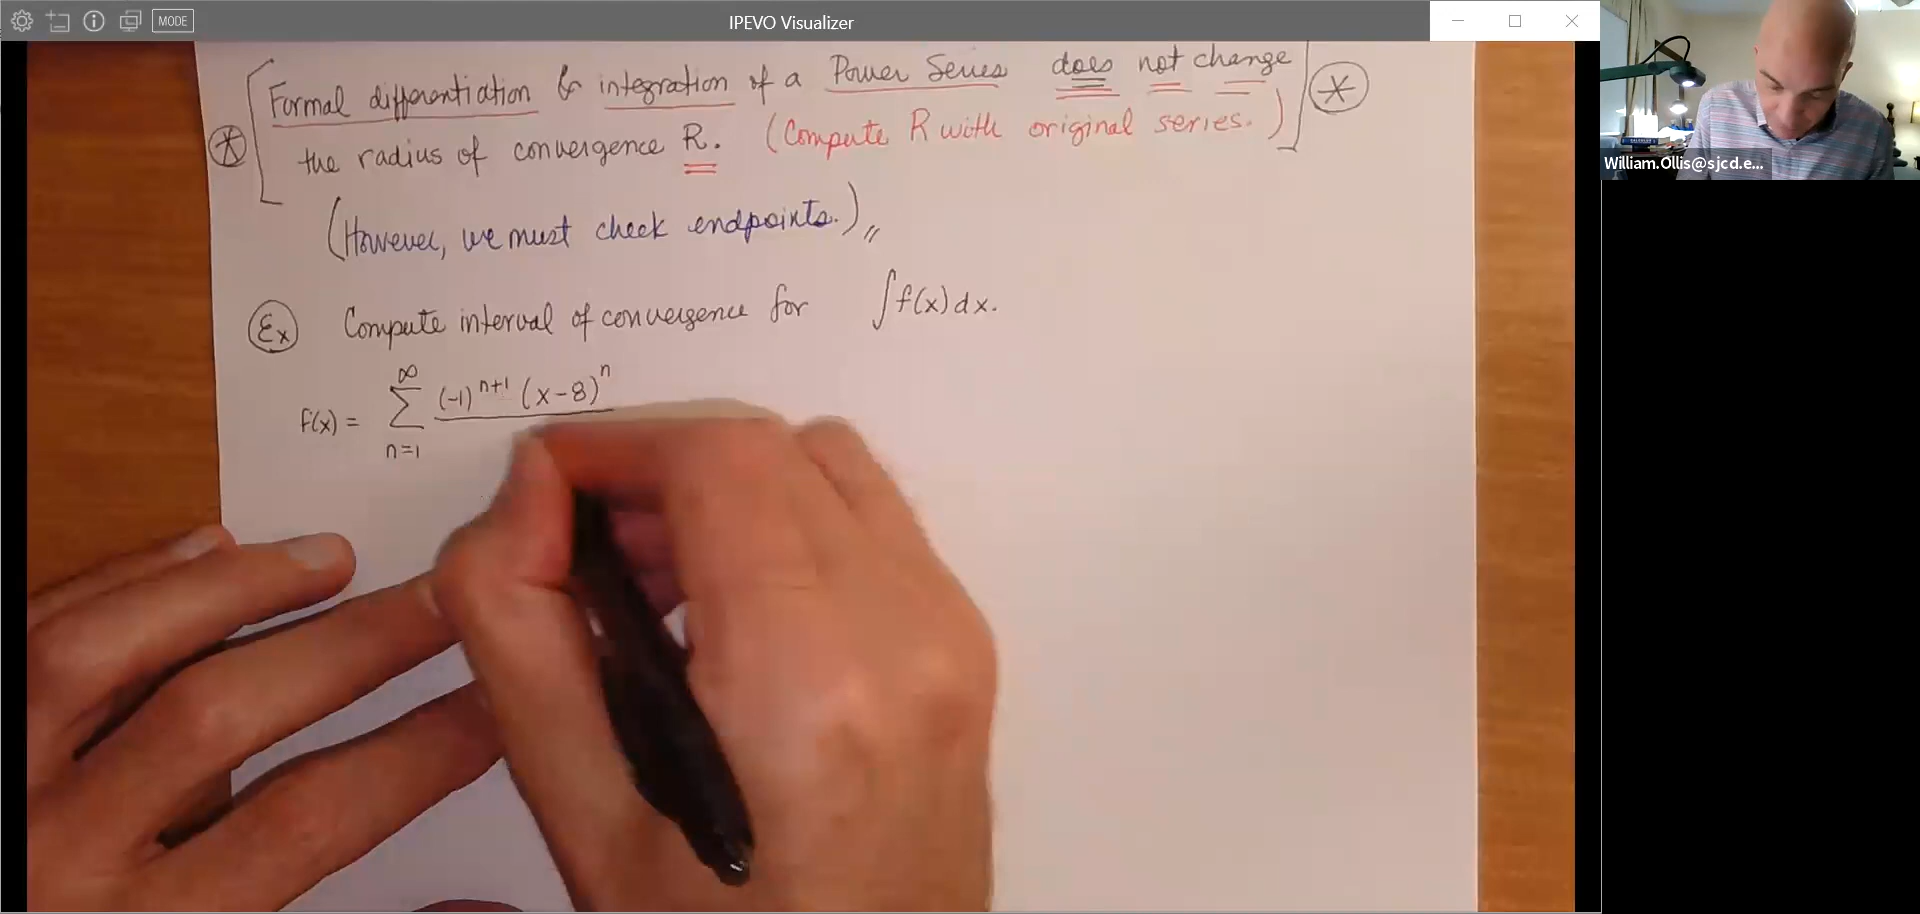 MODE
IPEVO Visualizer
Formal differentiation & integration of a Power Series does not change
the radius of convergence R. (Compute R with original series.)
(However, we must check endpoints.)
Ex Compute interval of convergence for ∫f(x)dx.
f(x) = ∑_{n=1}^{∞} (-1)^{n+1} (x-8)^n
William.Ollis@sjcd.e...